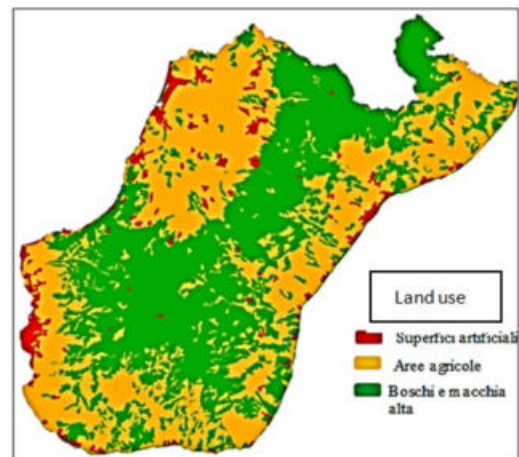 Land use
Superfici artificiali
Aree agricole
Boschi e macchia
alta